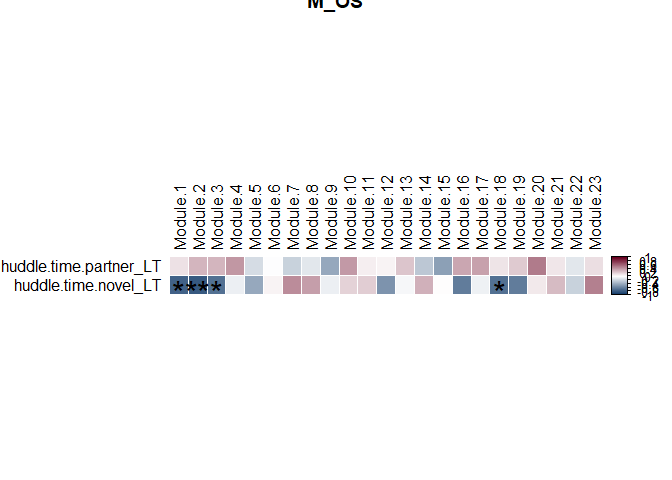 M_OS
Module.1
Module.2
Module.3
Module.4
Module.5
Module.6
Module.7
Module.8
Module.9
Module.10
Module.11
Module.12
Module.13
Module.14
Module.15
Module.16
Module.17
Module.18
Module.19
Module.20
Module.21
Module.22
Module.23
huddle.time.partner_LT
huddle.time.novel_LT
* ** * *